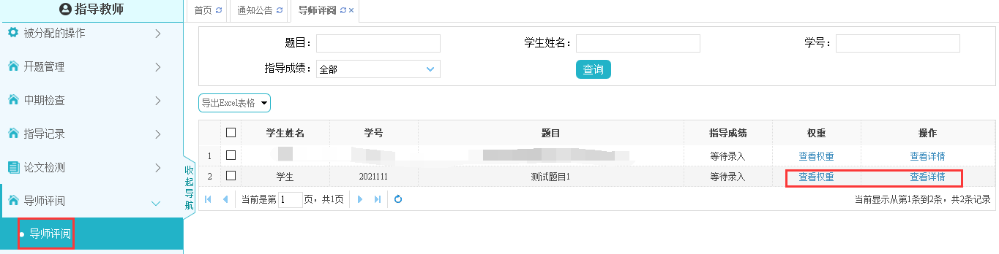 指导教师
首页 通知公告 导师评阅
被分配的操作
开题管理
中期检查
指导记录
论文检测
导师评阅
导师评阅
收起导航
题目： 学生姓名： 学号：
指导成绩： 全部 查询
导出Excel表格
学生姓名 学号 题目 指导成绩 权重 操作
1 等待录入 查看权重 查看详情
2 学生 2021111 测试题目1 等待录入 查看权重 查看详情
当前是第 1 页，共1页 当前显示从第1条到2条，共2条记录